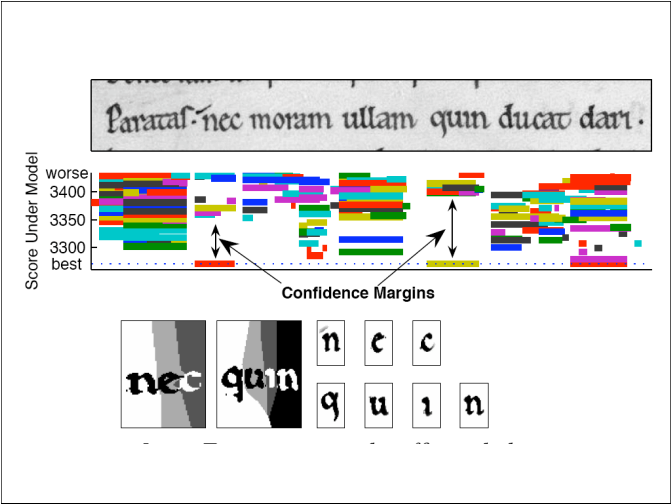 Parataſ. nec moram ullam quin ducat dari.
Score Under Model
worse
3400
3350
3300
best
Confidence Margins
nec
quin
n e c
q u i n